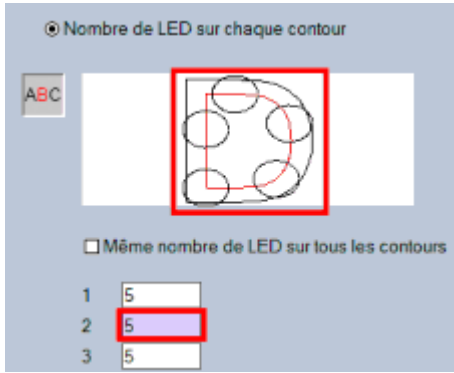 Nombre de LED sur chaque contour
ABC
Même nombre de LED sur tous les contours
1 5
2 5
3 5